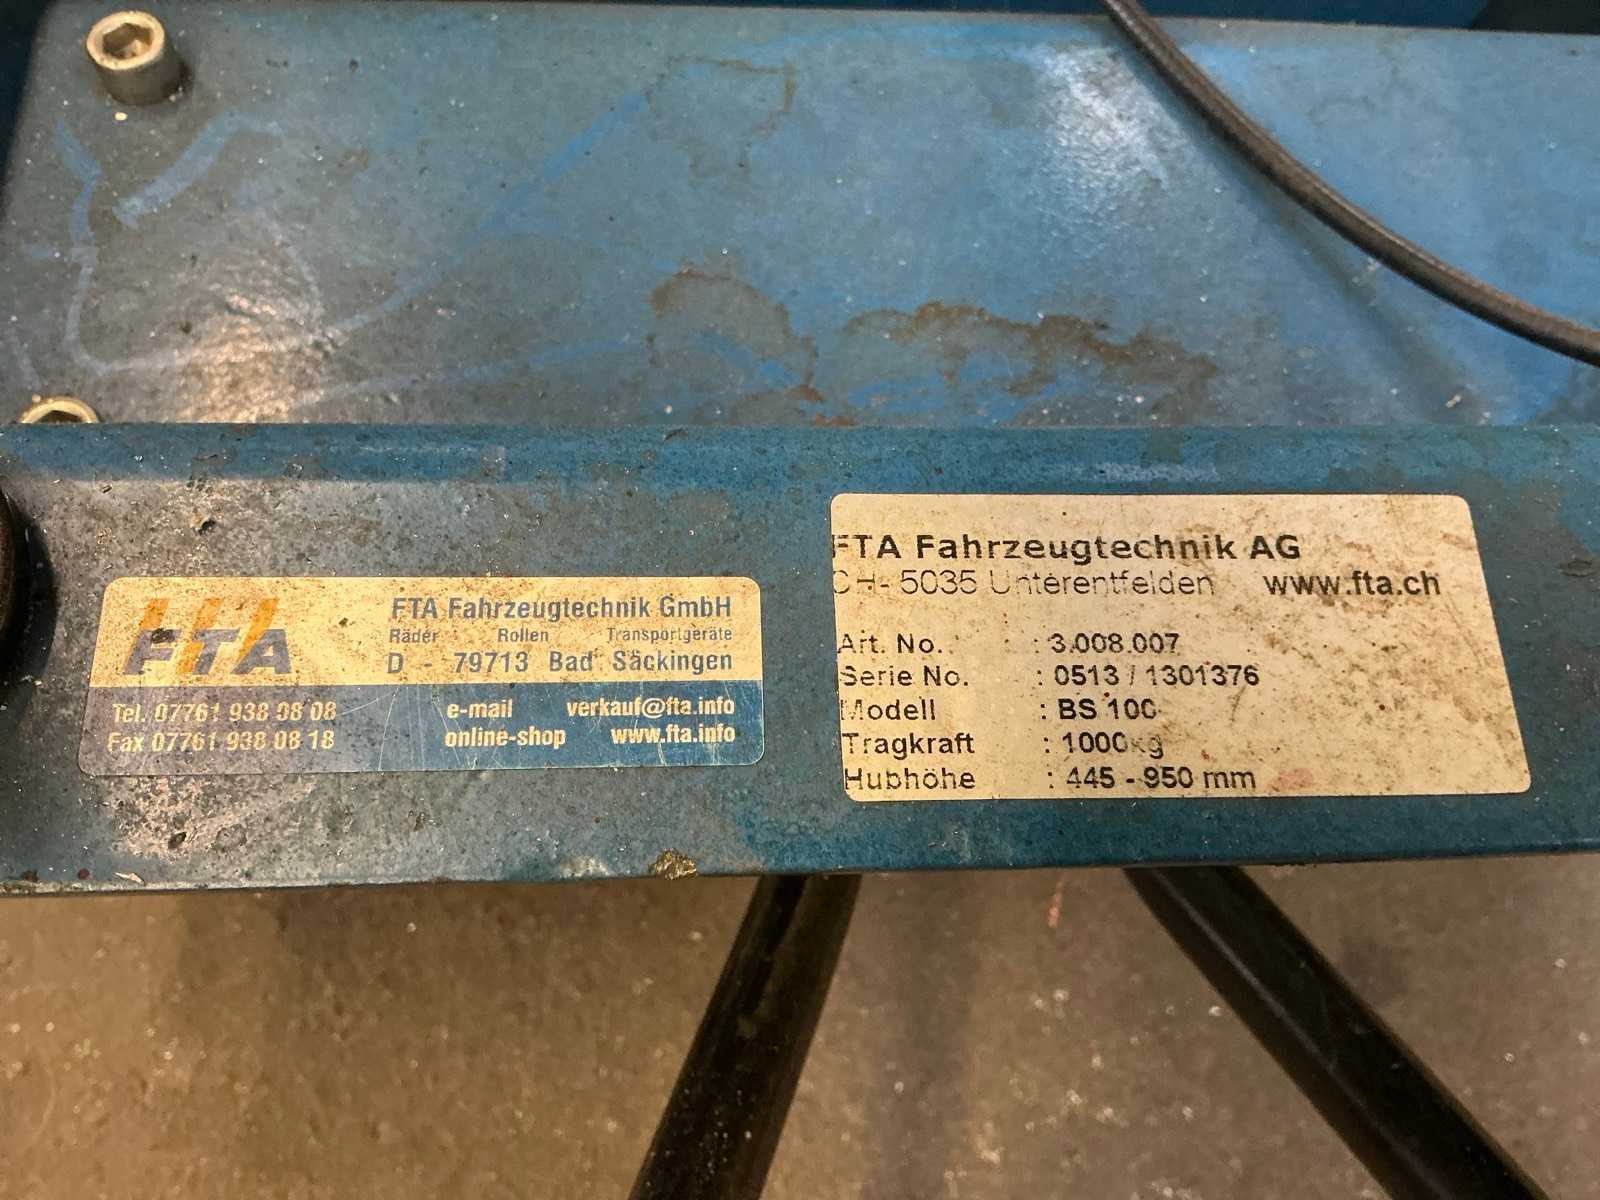 FTA
FTA Fahrzeugtechnik GmbH
Räder Rollen Transportgeräte
D - 79713 Bad Säckingen
Tel. 07761 938 08 08
Fax 07761 938 08 18
e-mail verkauf@fta.info
online-shop www.fta.info
FTA Fahrzeugtechnik AG
CH- 5035 Unterentfelden www.fta.ch
Art. No. : 3.008.007
Serie No. : 0513 / 1301376
Modell : BS 100
Tragkraft : 1000kg
Hubhöhe : 445 - 950 mm